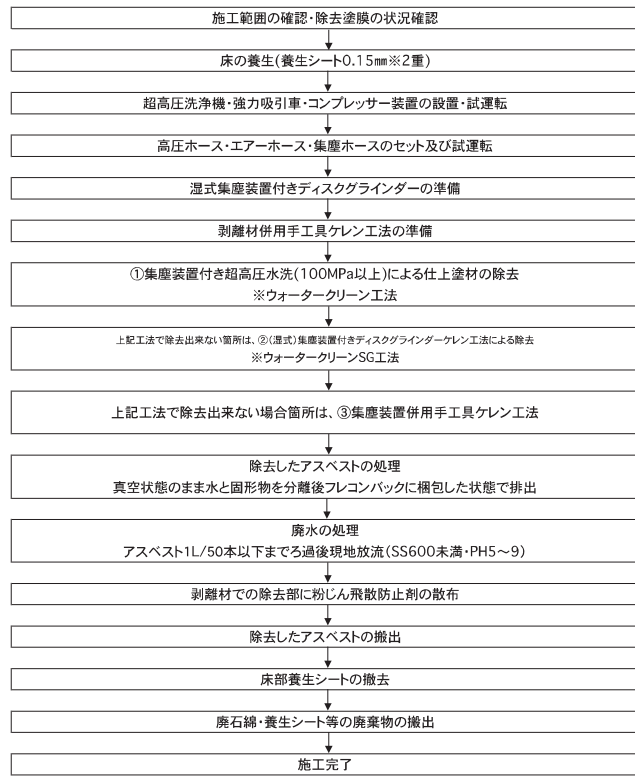 施工範囲の確認・除去塗膜の状況確認
床の養生(養生シート0.15㎜※2重)
超高圧洗浄機・強力吸引車・コンプレッサー装置の設置・試運転
高圧ホース・エアーホース・集塵ホースのセット及び試運転
湿式集塵装置付きディスクグラインダーの準備
剥離材併用手工具ケレン工法の準備
①集塵装置付き超高圧水洗(100MPa以上)による仕上塗材の除去
※ウォータークリーン工法
上記工法で除去出来ない箇所は、②(湿式)集塵装置付きディスクグラインダーケレン工法による除去
※ウォータークリーンSG工法
上記工法で除去出来ない場合箇所は、③集塵装置併用手工具ケレン工法
除去したアスベストの処理
真空状態のまま水と固形物を分離後フレコンバックに梱包した状態で排出
廃水の処理
アスベスト1L/50本以下までろ過後現地放流(SS600未満・PH5～9)
剥離材での除去部に粉じん飛散防止剤の散布
除去したアスベストの搬出
床部養生シートの撤去
廃石綿・養生シート等の廃棄物の搬出
施工完了